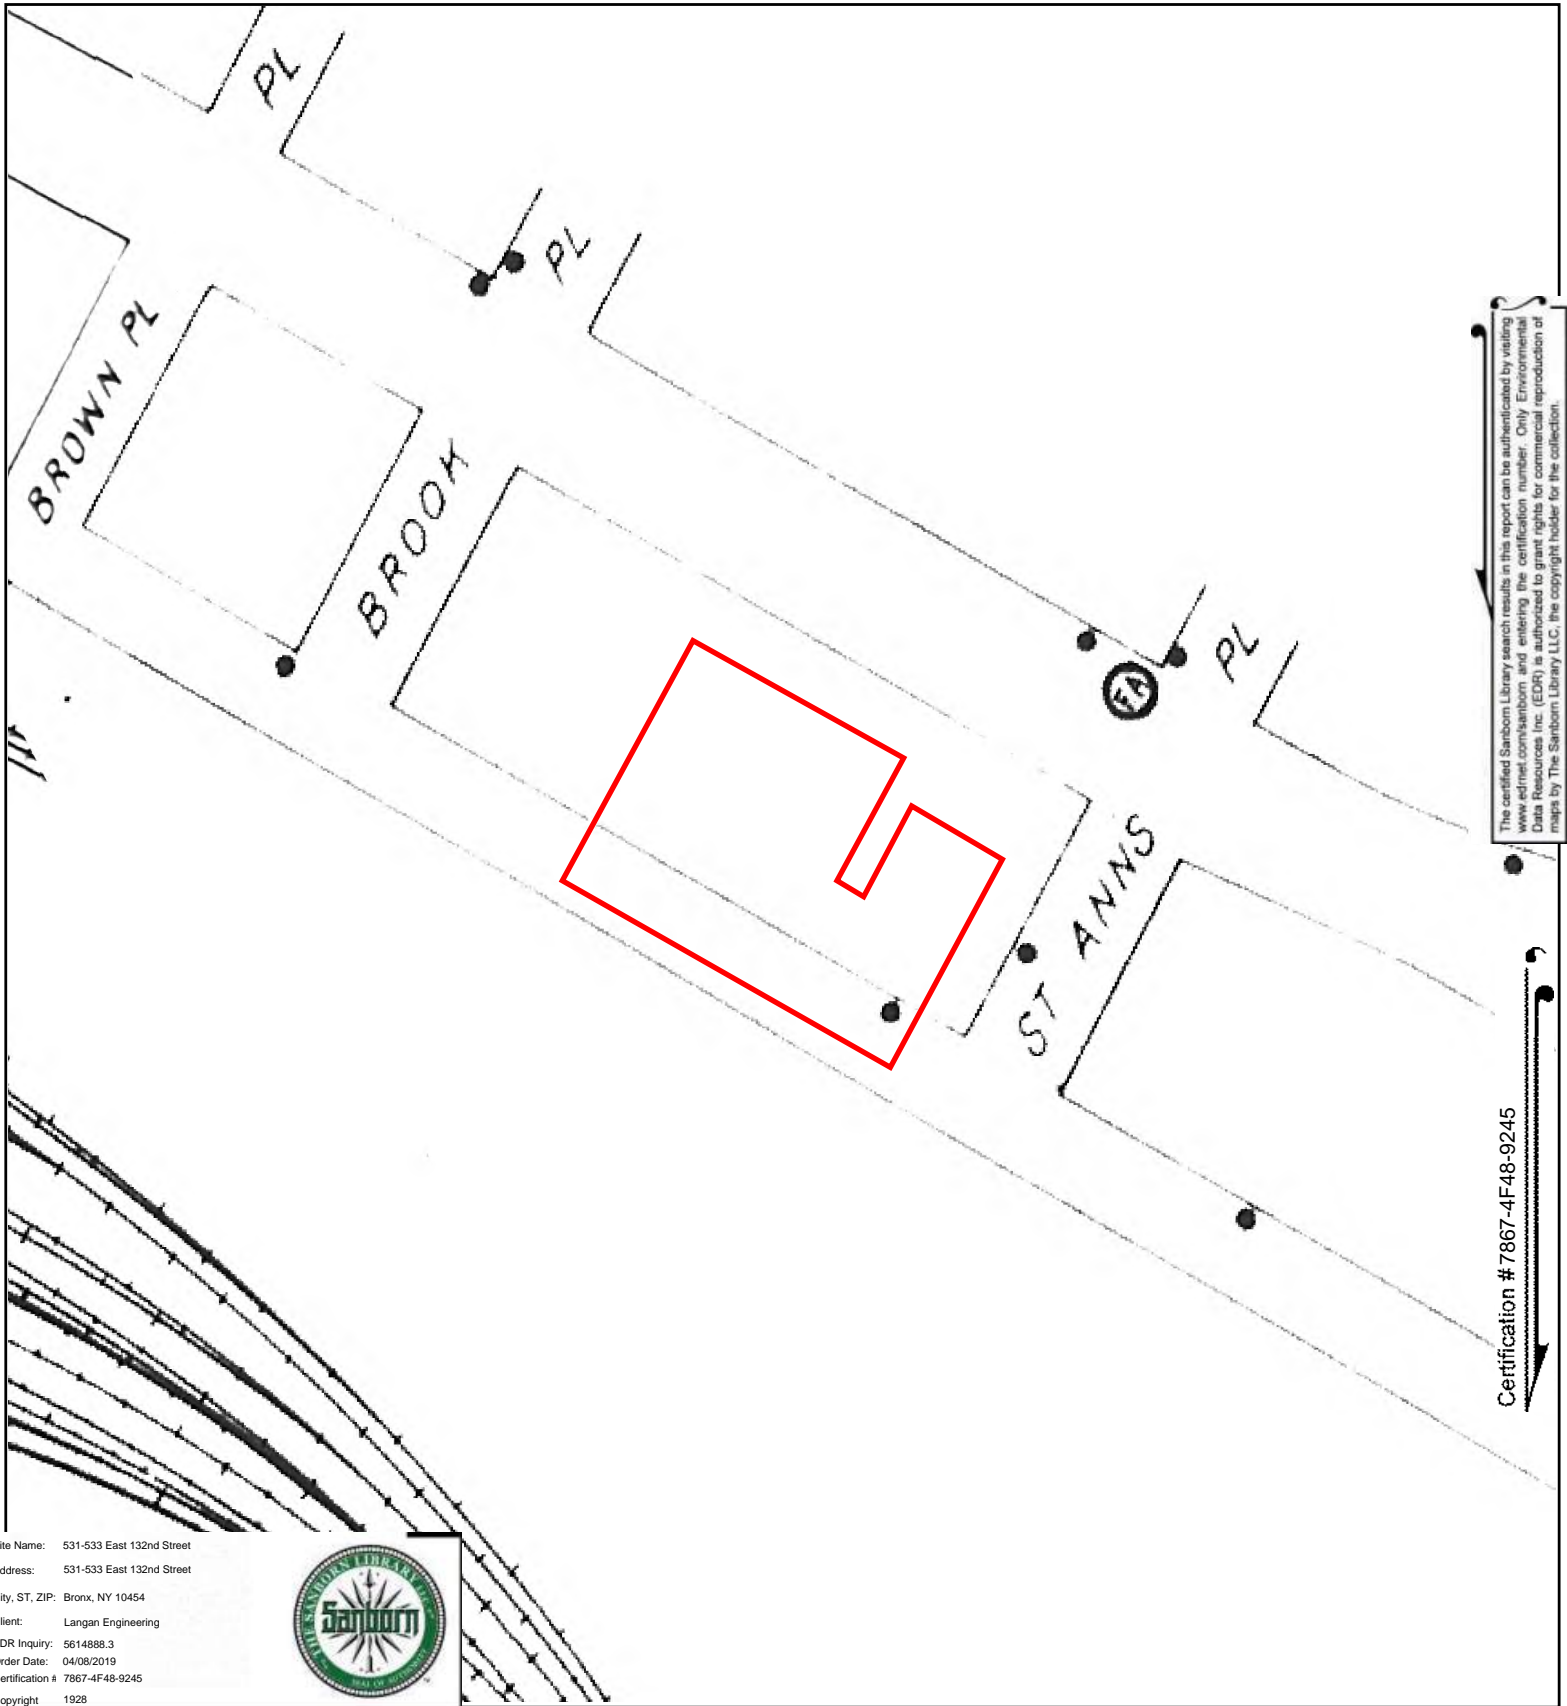 PL
PL
BROWN PL
BROOK
FA
PL
ST ANNS
The certified Sanborn Library search results in this report can be authenticated by visiting
www.edrnet.com/sanborn and entering the certification number. Only Environmental
Data Resources Inc. (EDR) is authorized to grant rights for commercial reproduction of
maps by The Sanborn Library LLC, the copyright holder for the collection.
Certification # 7867-4F48-9245
ite Name: 531-533 East 132nd Street
ddress: 531-533 East 132nd Street
ity, ST, ZIP: Bronx, NY 10454
lient: Langan Engineering
DR Inquiry: 5614888.3
rder Date: 04/08/2019
ertification # 7867-4F48-9245
opyright 1928
THE SANBORN LIBRARY LLC
Sanborn
SEAL OF AUTHENTICITY